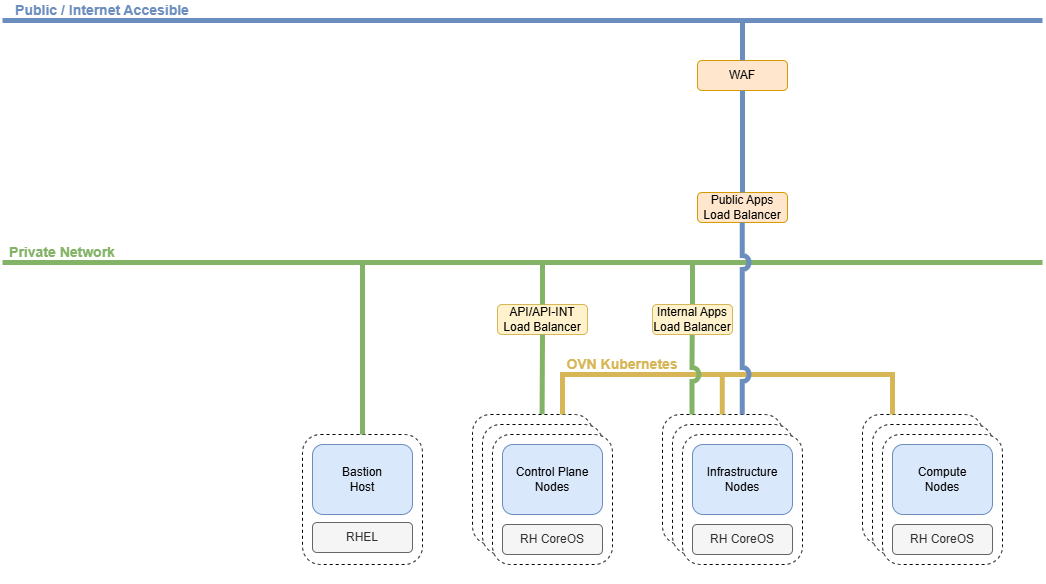 Public / Internet Accesible
WAF
Public Apps
Load Balancer
Private Network
API/API-INT
Load Balancer
Internal Apps
Load Balancer
OVN Kubernetes
Bastion
Host
RHEL
Control Plane
Nodes
RH CoreOS
Infrastructure
Nodes
RH CoreOS
Compute
Nodes
RH CoreOS